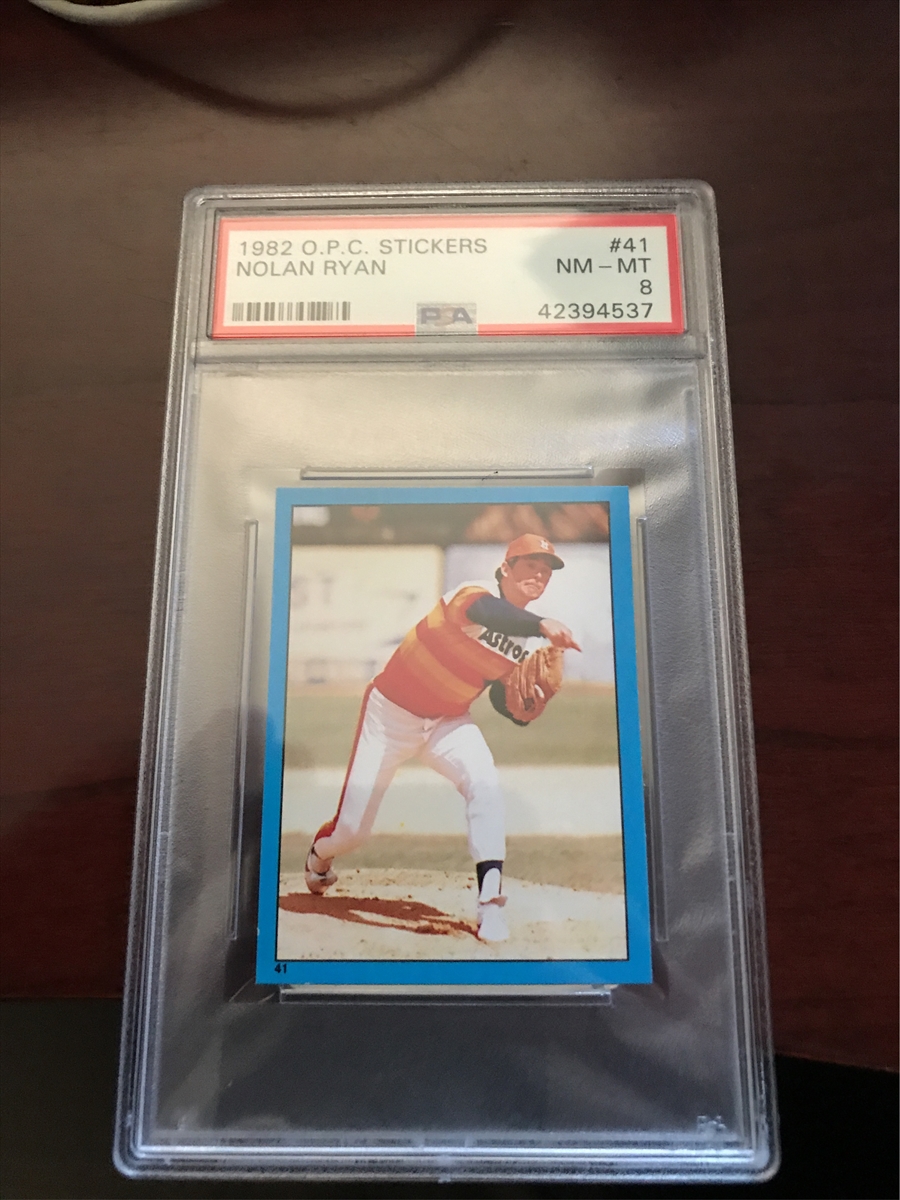 1982 O.P.C. STICKERS #41
NOLAN RYAN NM - MT
8
PSA 42394537
Astros
41